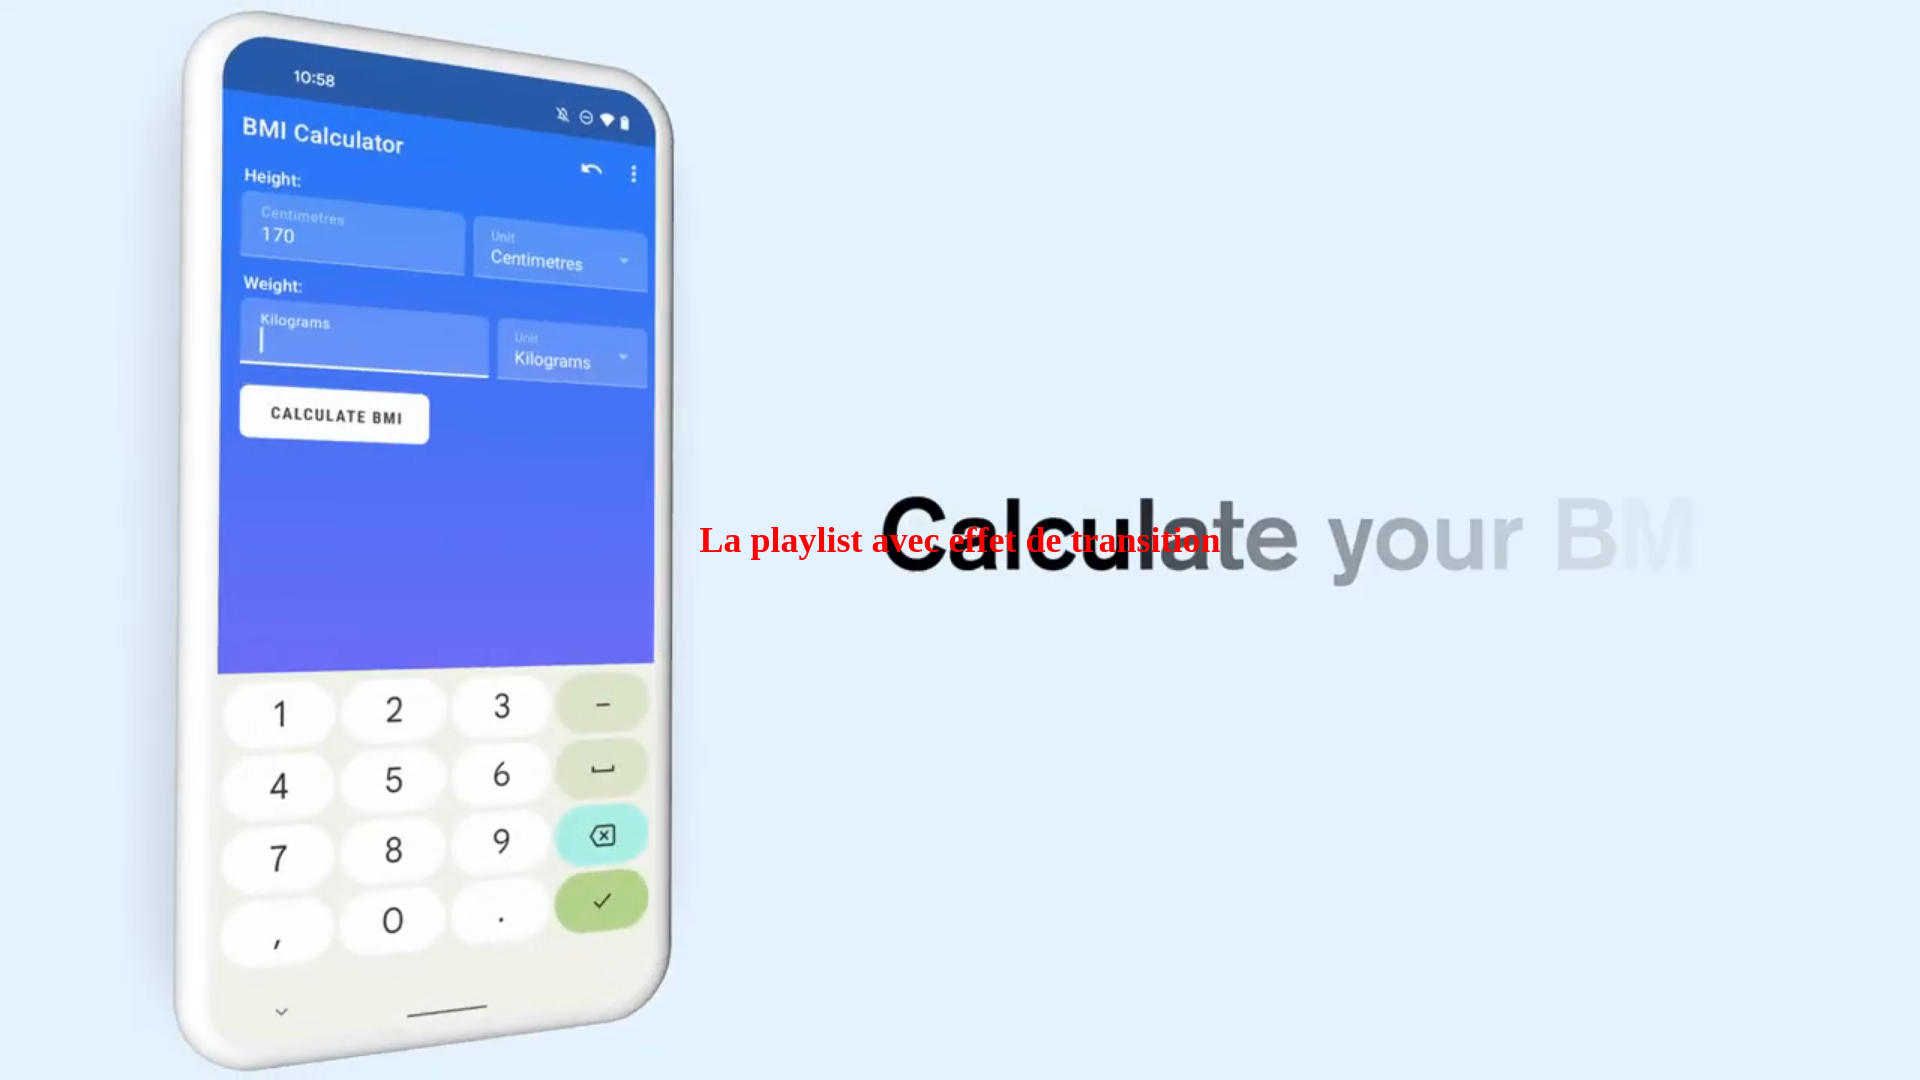 10:58
BMI Calculator
Height:
Centimetres
170
Unit
Centimetres
Weight:
Kilograms
Unit
Kilograms
CALCULATE BMI
Calculate your BM
La playlist avec effet de transition
1 2 3 -
4 5 6
7 8 9
, 0 .